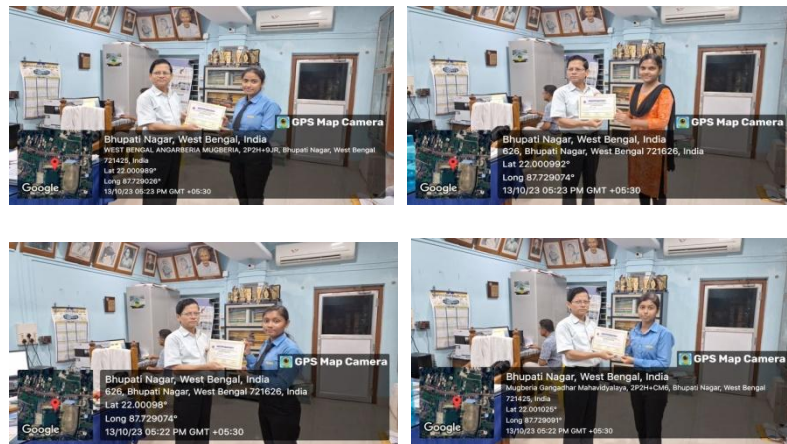 GPS Map Camera
Bhupati Nagar, West Bengal, India
WEST BENGAL ANGARBERIA MUGBERIA, 2P2H+9JR, Bhupati Nagar, West Bengal
721425, India
Lat 22.000989°
Long 87.729026°
13/10/23 05:23 PM GMT +05:30
Google
GPS Map Camera
Bhupati Nagar, West Bengal, India
626, Bhupati Nagar, West Bengal 721626, India
Lat 22.000992°
Long 87.729074°
13/10/23 05:23 PM GMT +05:30
Google
GPS Map Camera
Bhupati Nagar, West Bengal, India
626, Bhupati Nagar, West Bengal 721626, India
Lat 22.00098°
Long 87.729074°
13/10/23 05:22 PM GMT +05:30
Google
GPS Map Camera
Bhupati Nagar, West Bengal, India
Mugberia Gangadhar Mahavidyalaya, 2P2H+CM6, Bhupati Nagar, West Bengal
721425, India
Lat 22.001025°
Long 87.729091°
13/10/23 05:22 PM GMT +05:30
Google